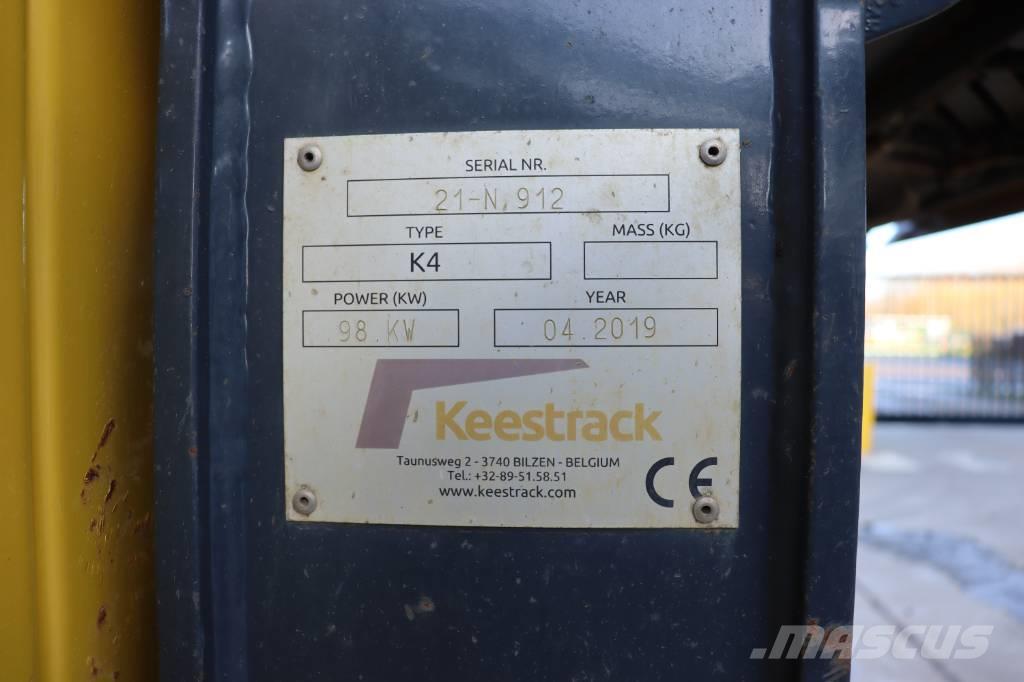 SERIAL NR.
21-N.912
TYPE MASS (KG)
K4
POWER (KW) YEAR
98.KW 04.2019
Keestrack
Taunusweg 2 - 3740 BILZEN - BELGIUM
Tel.: +32-89-51.58.51
www.keestrack.com
CE
MASCUS